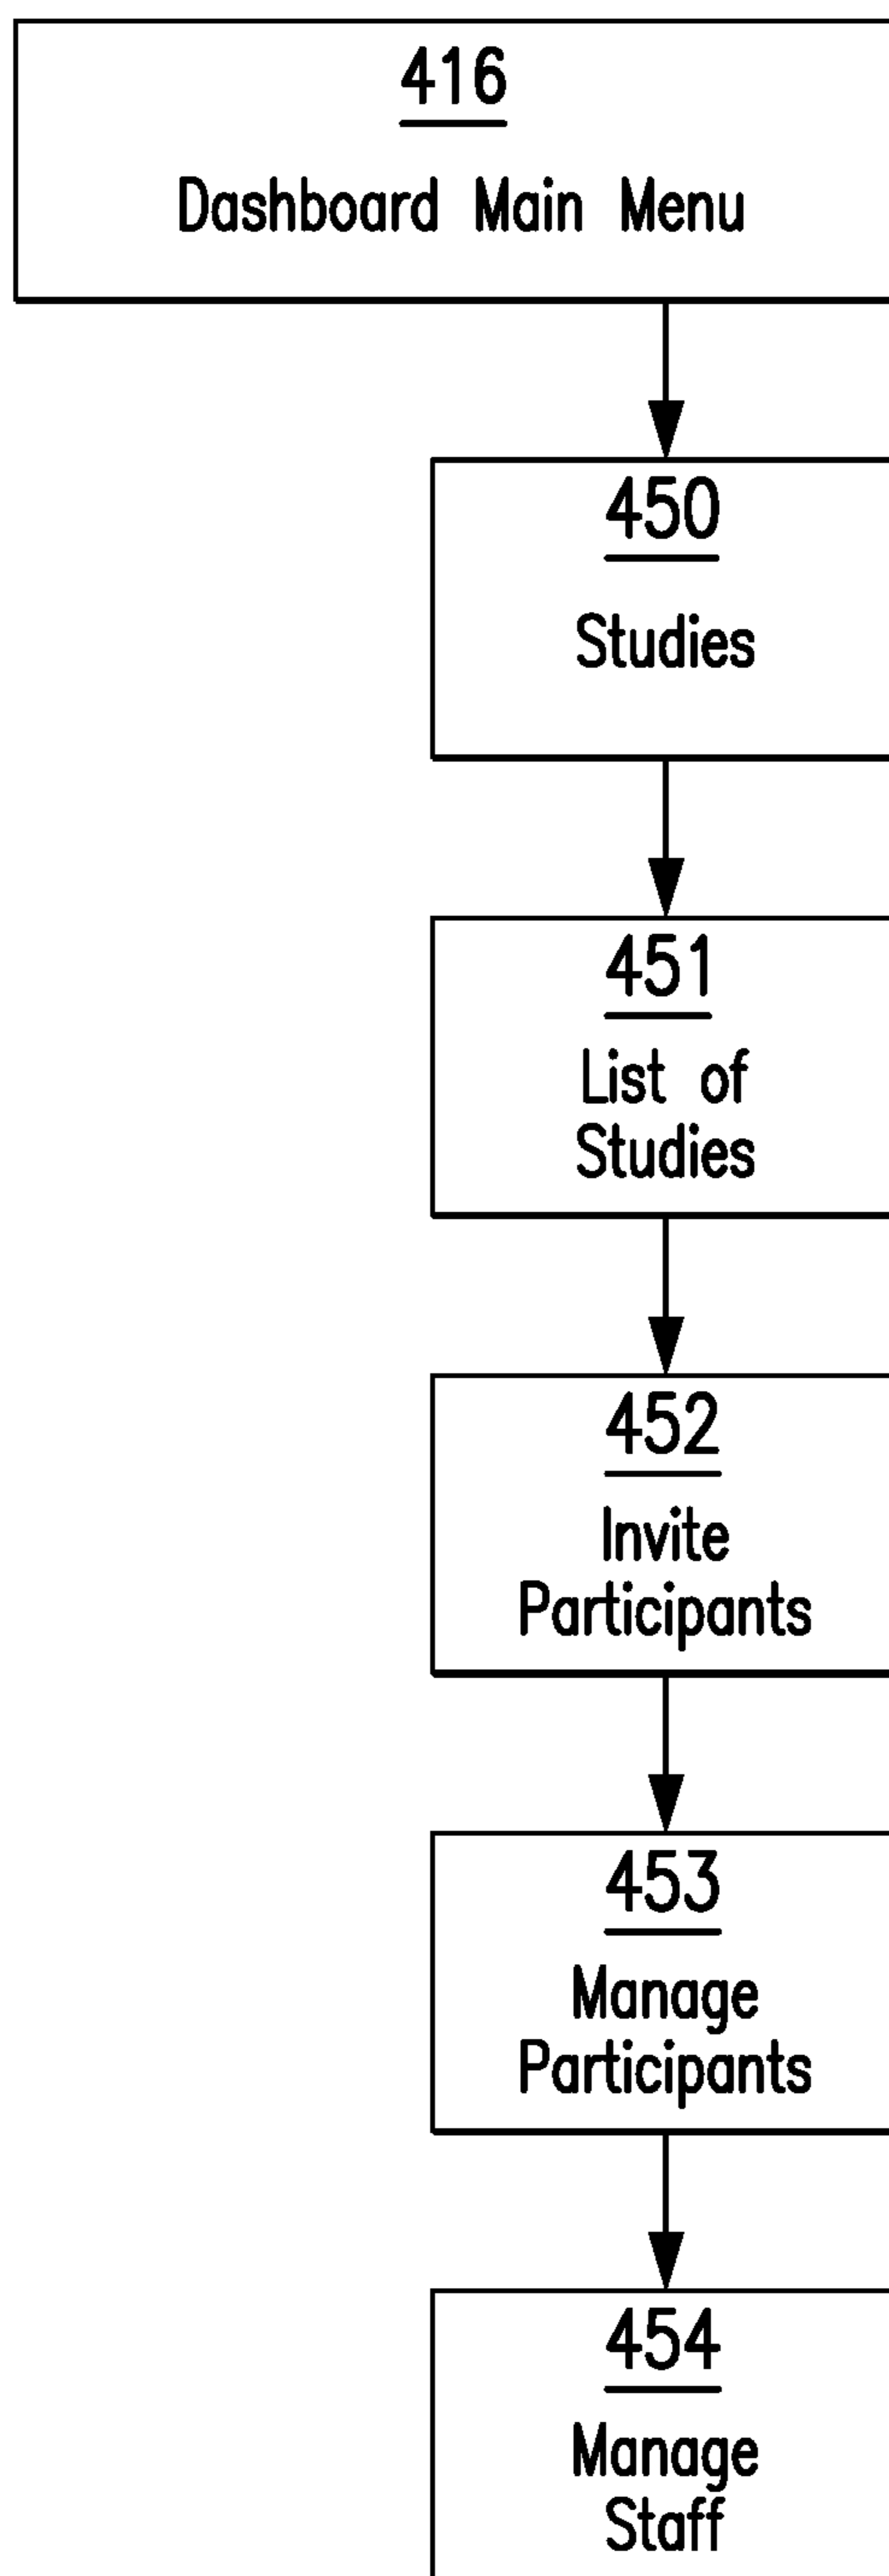 416
Dashboard Main Menu
450
Studies
451
List of
Studies
452
Invite
Participants
453
Manage
Participants
454
Manage
Staff